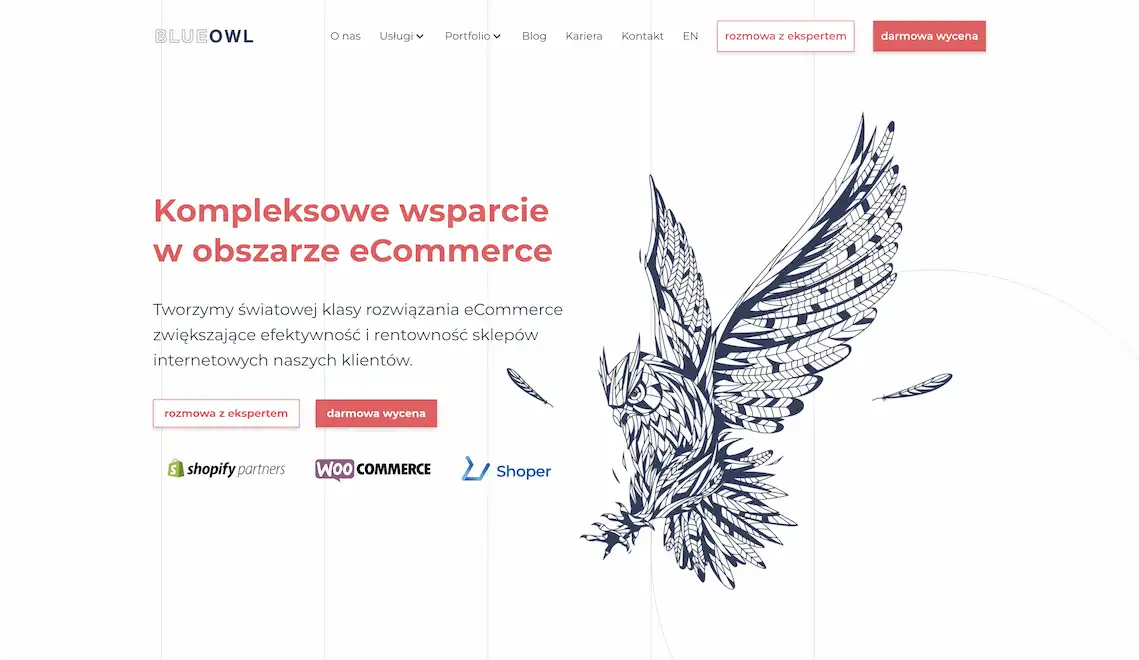 BLUEOWL
O nas
Usługi
Portfolio
Blog
Kariera
Kontakt
EN
rozmowa z ekspertem
darmowa wycena
Kompleksowe wsparcie
w obszarze eCommerce
Tworzymy światowej klasy rozwiązania eCommerce
zwiększające efektywność i rentowność sklepów
internetowych naszych klientów.
rozmowa z ekspertem
darmowa wycena
shopify partners
WOO COMMERCE
Shoper